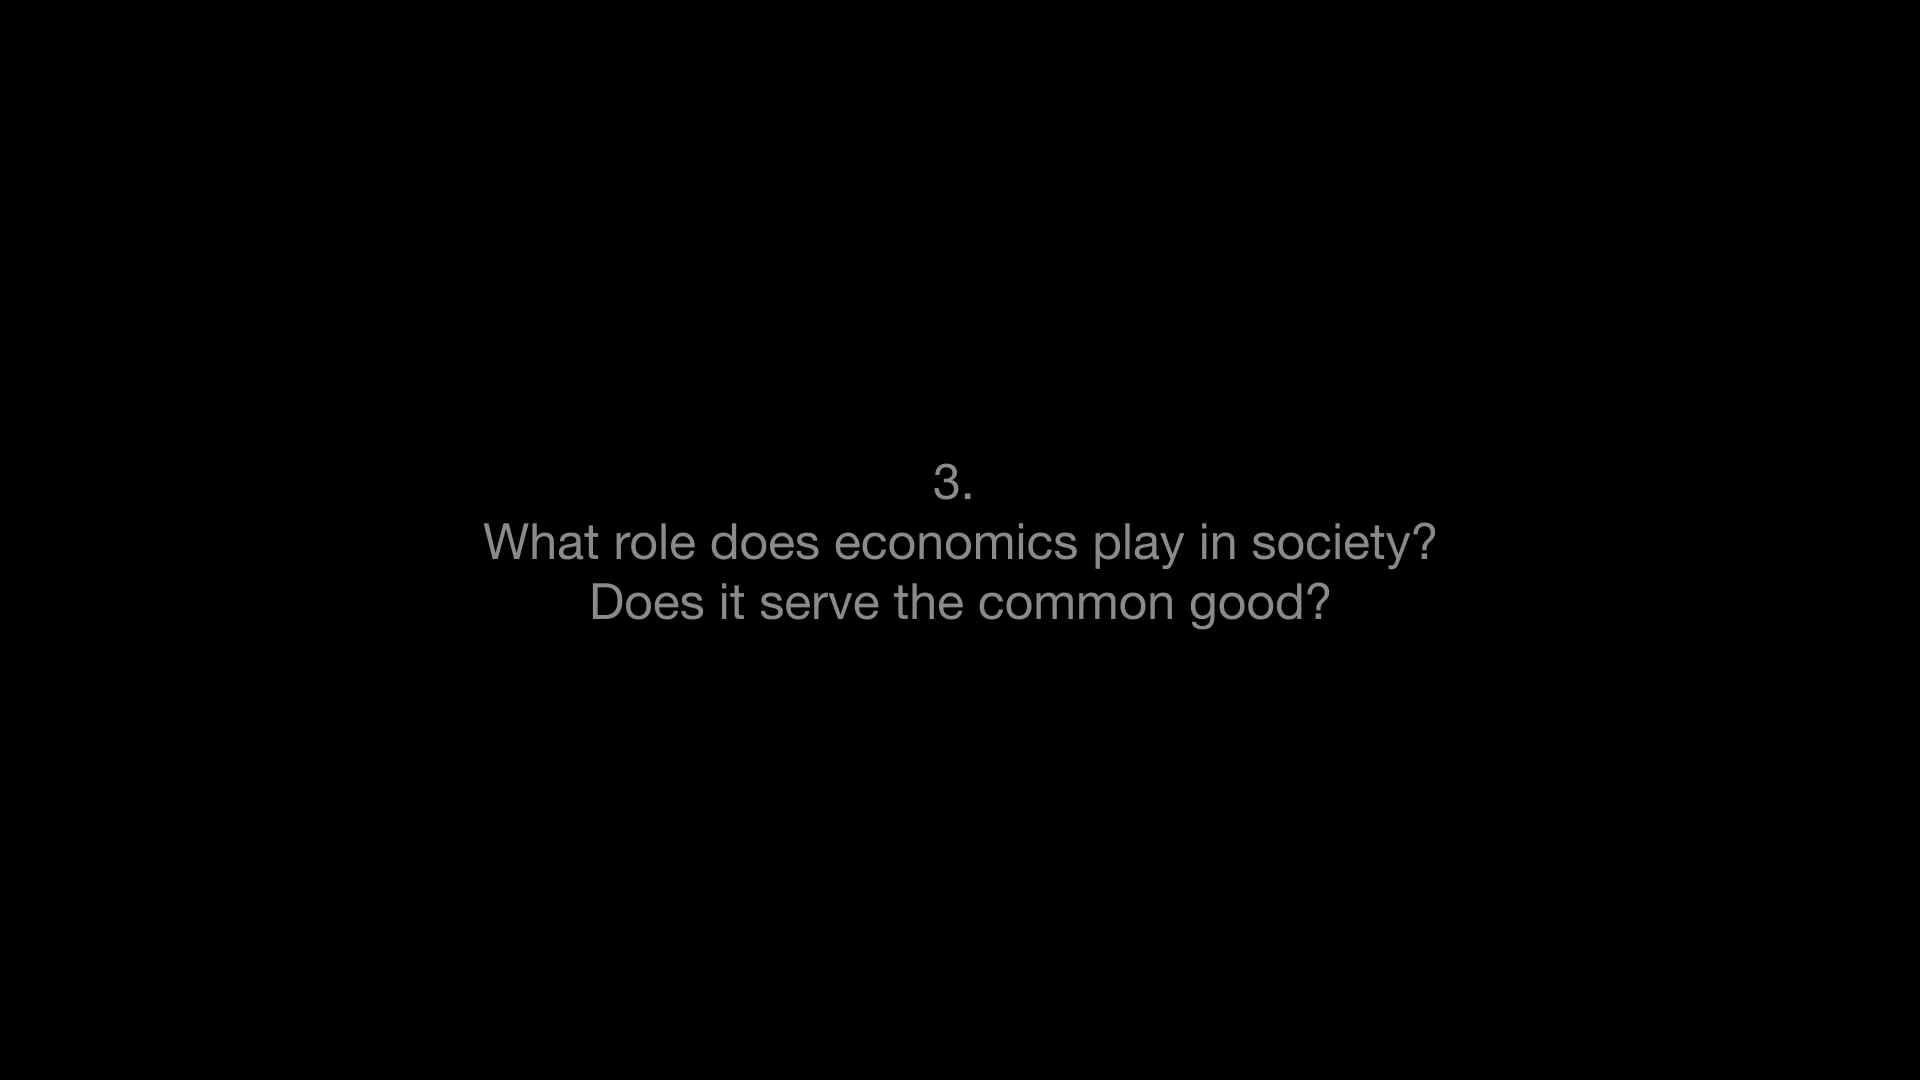 3.
What role does economics play in society?
Does it serve the common good?